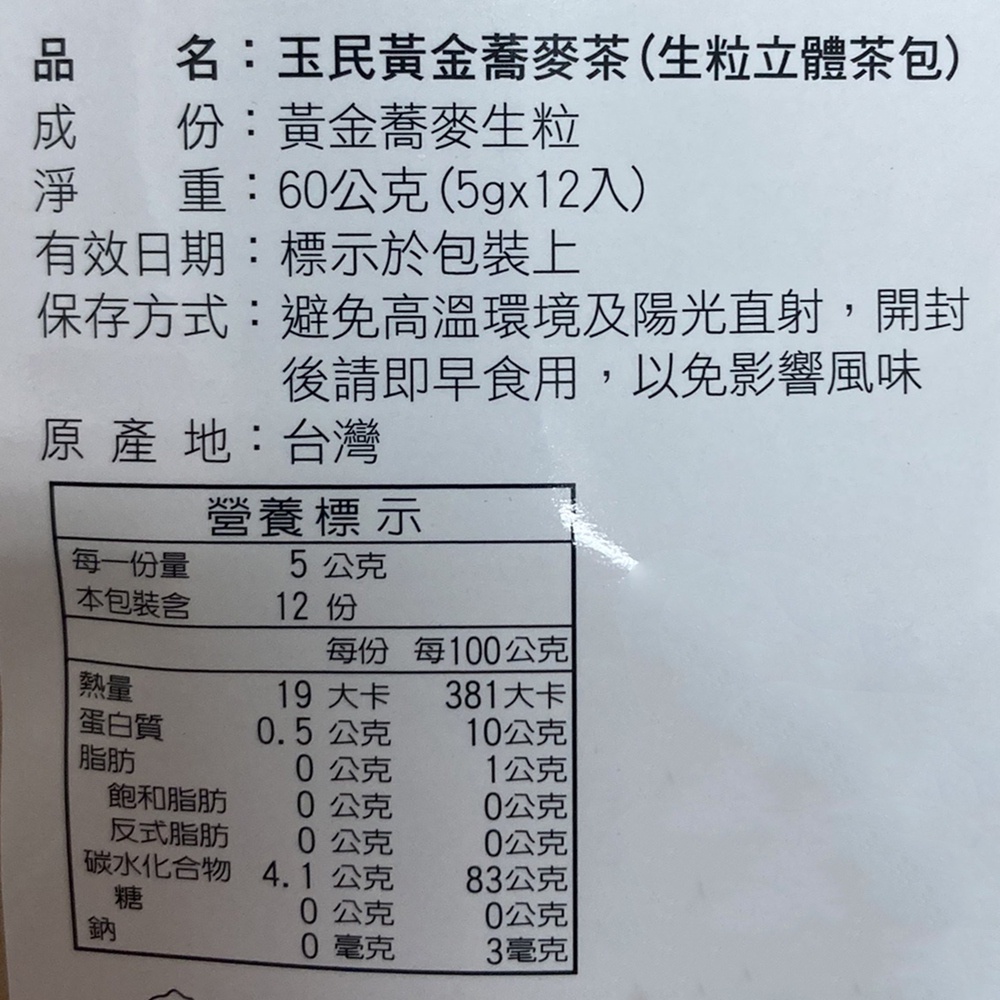 品名：玉民黃金蕎麥茶(生粒立體茶包)
成份：黃金蕎麥生粒
淨重：60公克(5gx12入)
有效日期：標示於包裝上
保存方式：避免高溫環境及陽光直射，開封
後請即早食用，以免影響風味
原產地：台灣
營養標示
每一份量 5 公克
本包裝含 12 份
每份 每100公克
熱量 19 大卡 381大卡
蛋白質 0.5 公克 10公克
脂肪 0 公克 1公克
飽和脂肪 0 公克 0公克
反式脂肪 0 公克 0公克
碳水化合物 4.1 公克 83公克
糖 0 公克 0公克
鈉 0 毫克 3毫克